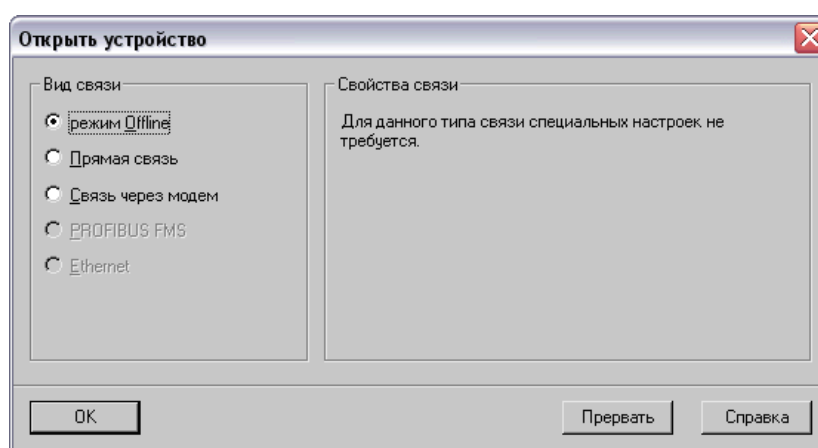 Открыть устройство
Вид связи
режим Offline
Прямая связь
Связь через модем
PROFIBUS FMS
Ethernet
Свойства связи
Для данного типа связи специальных настроек не
требуется.
OK
Прервать
Справка